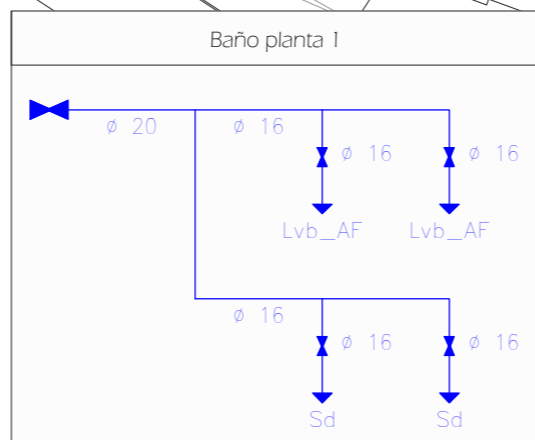 Baño planta 1
ø 20
ø 16
ø 16
ø 16
Lvb_AF
Lvb_AF
ø 16
ø 16
ø 16
Sd
Sd